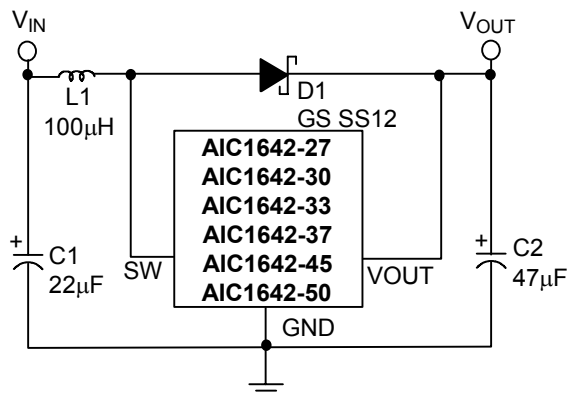 VIN
VOUT
L1
100μH
D1
GS SS12
AIC1642-27
AIC1642-30
AIC1642-33
AIC1642-37
AIC1642-45
AIC1642-50
SW
VOUT
GND
+
C1
22μF
+
C2
47μF